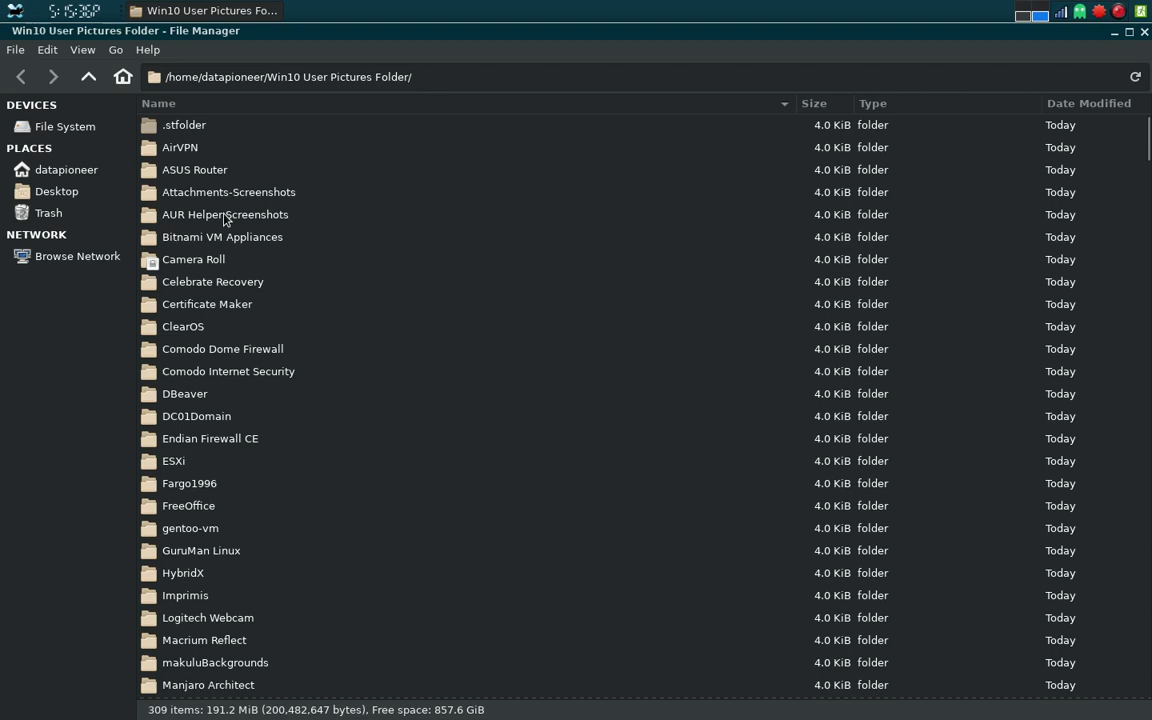 5:15:36P Win10 User Pictures Fo...
Win10 User Pictures Folder - File Manager
File Edit View Go Help
/home/datapioneer/Win10 User Pictures Folder/
DEVICES
File System
PLACES
datapioneer
Desktop
Trash
NETWORK
Browse Network
Name Size Type Date Modified
.stfolder 4.0 KiB folder Today
AirVPN 4.0 KiB folder Today
ASUS Router 4.0 KiB folder Today
Attachments-Screenshots 4.0 KiB folder Today
AUR Helper Screenshots 4.0 KiB folder Today
Bitnami VM Appliances 4.0 KiB folder Today
Camera Roll 4.0 KiB folder Today
Celebrate Recovery 4.0 KiB folder Today
Certificate Maker 4.0 KiB folder Today
ClearOS 4.0 KiB folder Today
Comodo Dome Firewall 4.0 KiB folder Today
Comodo Internet Security 4.0 KiB folder Today
DBeaver 4.0 KiB folder Today
DC01Domain 4.0 KiB folder Today
Endian Firewall CE 4.0 KiB folder Today
ESXi 4.0 KiB folder Today
Fargo1996 4.0 KiB folder Today
FreeOffice 4.0 KiB folder Today
gentoo-vm 4.0 KiB folder Today
GuruMan Linux 4.0 KiB folder Today
HybridX 4.0 KiB folder Today
Imprimis 4.0 KiB folder Today
Logitech Webcam 4.0 KiB folder Today
Macrium Reflect 4.0 KiB folder Today
makuluBackgrounds 4.0 KiB folder Today
Manjaro Architect 4.0 KiB folder Today
309 items: 191.2 MiB (200,482,647 bytes), Free space: 857.6 GiB